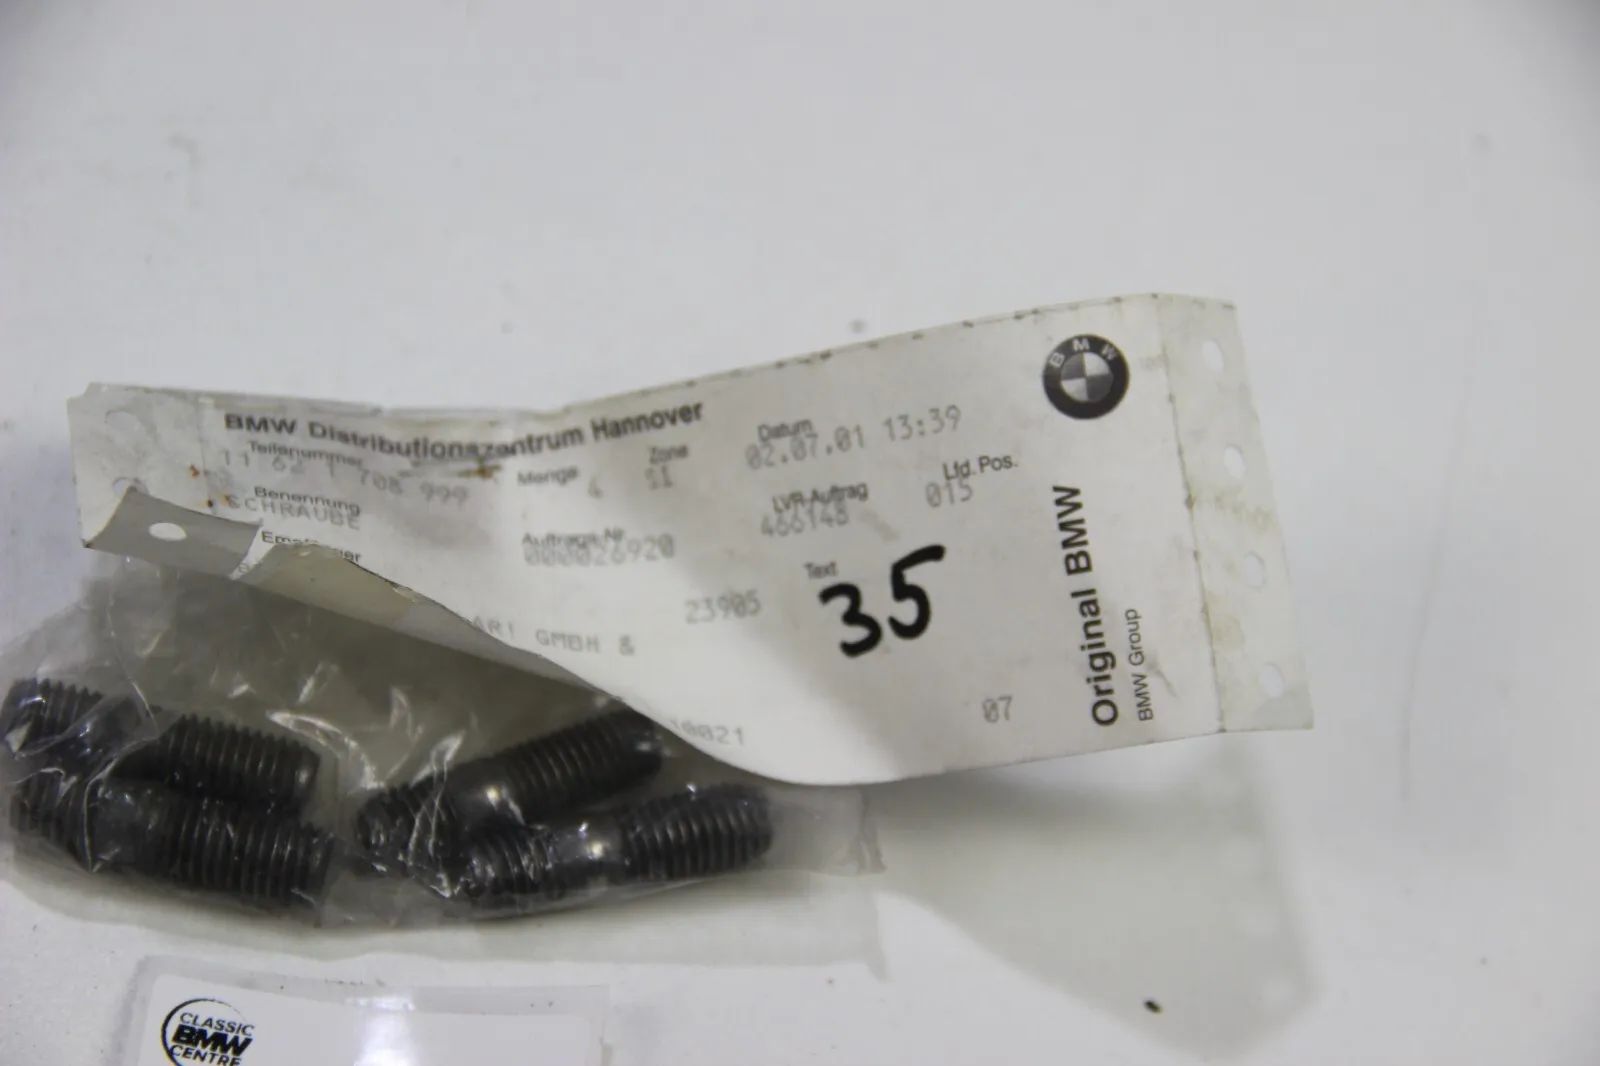 BMW
BMW Distributionszentrum Hannover
Teilenummer Menge Zone Datum
11 62 1 708 999 4 S1 02.07.01 13:39
Benennung Auftrags-Nr. LVR-Auftrag Lfd. Pos.
SCHRAUBE 000026920 466148 015
Text
GMBH & 23905 35
10021 07
Original BMW
BMW Group
CLASSIC
BMW
CENTRE